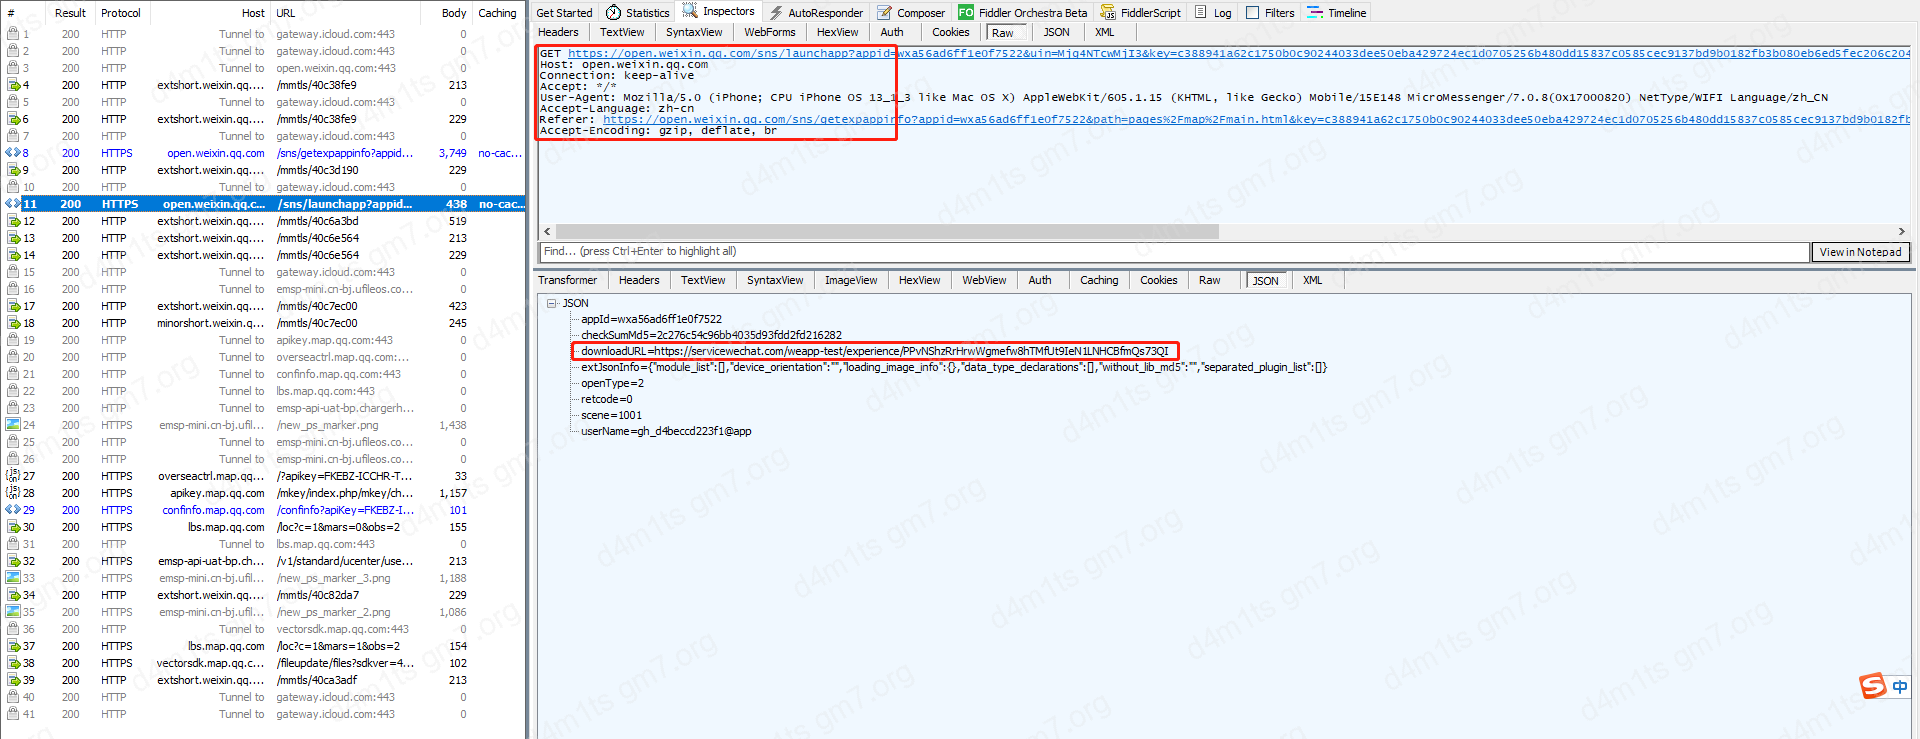 # Result Protocol Host URL Body Caching
1 200 HTTP Tunnel to gateway.icloud.com:443 0
2 200 HTTP Tunnel to gateway.icloud.com:443 0
3 200 HTTP Tunnel to open.weixin.qq.com:443 0
4 200 HTTP extshort.weixin.qq.... /mmtls/40c38fe9 213
5 200 HTTP Tunnel to gateway.icloud.com:443 0
6 200 HTTP extshort.weixin.qq.... /mmtls/40c38fe9 229
7 200 HTTP Tunnel to gateway.icloud.com:443 0
8 200 HTTPS open.weixin.qq.com /sns/getexpappinfo?appid... 3,749 no-cac...
9 200 HTTP extshort.weixin.qq.... /mmtls/40c3d190 229
10 200 HTTP Tunnel to gateway.icloud.com:443 0
11 200 HTTPS open.weixin.qq.c... /sns/launchapp?appid... 438 no-cac...
12 200 HTTP extshort.weixin.qq.... /mmtls/40c6a3bd 519
13 200 HTTP extshort.weixin.qq.... /mmtls/40c6e564 213
14 200 HTTP extshort.weixin.qq.... /mmtls/40c6e564 229
15 200 HTTP Tunnel to gateway.icloud.com:443 0
16 200 HTTP Tunnel to emsp-mini.cn-bj.ufileos.co... 0
17 200 HTTP extshort.weixin.qq.... /mmtls/40c7ec00 423
18 200 HTTP minorshort.weixin.q... /mmtls/40c7ec00 245
19 200 HTTP Tunnel to apikey.map.qq.com:443 0
20 200 HTTP Tunnel to overseactrl.map.qq.com:44... 0
21 200 HTTP Tunnel to confinfo.map.qq.com:443 0
22 200 HTTP Tunnel to lbs.map.qq.com:443 0
23 200 HTTP Tunnel to emsp-api-uat-bp.chargerh... 0
24 200 HTTPS emsp-mini.cn-bj.ufil... /new_ps_marker.png 1,438
25 200 HTTP Tunnel to emsp-mini.cn-bj.ufileos.co... 0
26 200 HTTP Tunnel to emsp-mini.cn-bj.ufileos.co... 0
27 200 HTTPS overseactrl.map.qq... /?apikey=FKEBZ-ICCHR-T... 33
28 200 HTTPS apikey.map.qq.com /mkey/index.php/mkey/ch... 1,157
29 200 HTTPS confinfo.map.qq.com /confinfo?apiKey=FKEBZ-I... 101
30 200 HTTPS lbs.map.qq.com /loc?c=1&mars=0&obs=2 155
31 200 HTTP Tunnel to lbs.map.qq.com:443 0
32 200 HTTPS emsp-api-uat-bp.ch... /v1/standard/ucenter/use... 213
33 200 HTTPS emsp-mini.cn-bj.ufil... /new_ps_marker_3.png 1,188
34 200 HTTP extshort.weixin.qq.... /mmtls/40c82da7 229
35 200 HTTPS emsp-mini.cn-bj.ufil... /new_ps_marker_2.png 1,086
36 200 HTTP Tunnel to vectorsdk.map.qq.com:443 0
37 200 HTTPS lbs.map.qq.com /loc?c=1&mars=1&obs=2 154
38 200 HTTPS vectorsdk.map.qq.c... /fileupdate/files?sdkver=4... 102
39 200 HTTP extshort.weixin.qq.... /mmtls/40ca3adf 213
40 200 HTTP Tunnel to gateway.icloud.com:443 0
41 200 HTTP Tunnel to gateway.icloud.com:443 0
Get Started Statistics Inspectors AutoResponder Composer FO Fiddler Orchestra Beta FiddlerScript Log Filters Timeline
Headers TextView SyntaxView WebForms HexView Auth Cookies Raw JSON XML
GET https://open.weixin.qq.com/sns/launchapp?appid=wxa56ad6ff1e0f7522&uin=Mjq4NTcwMjI3&key=c388941a62c1750b0c90244033dee50eba429724ec1d0705256b480dd15837c0585cec9137bd9b0182fb3b080eb6ed5fec206c204
Host: open.weixin.qq.com
Connection: keep-alive
Accept: */*
User-Agent: Mozilla/5.0 (iPhone; CPU iPhone OS 13_1_3 like Mac OS X) AppleWebKit/605.1.15 (KHTML, like Gecko) Mobile/15E148 MicroMessenger/7.0.8(0x17000820) NetType/WIFI Language/zh_CN
Accept-Language: zh-cn
Referer: https://open.weixin.qq.com/sns/getexpappinfo?appid=wxa56ad6ff1e0f7522&path=pages%2Fmap%2Fmain.html&key=c388941a62c1750b0c90244033dee50eba429724ec1d0705256b480dd15837c0585cec9137bd9b0182fb
Accept-Encoding: gzip, deflate, br
Find... (press Ctrl+Enter to highlight all) View in Notepad
Transformer Headers TextView SyntaxView ImageView HexView WebView Auth Caching Cookies Raw JSON XML
JSON
appId=wxa56ad6ff1e0f7522
checkSumMd5=2c276c54c96bb4035d93fdd2fd216282
downloadURL=https://servicewechat.com/weapp-test/experience/PPvNShzRrHrwWgmefw8hTMfUt9IeN1LNHCBfmQs73QI
extJsonInfo={"module_list":[],"device_orientation":"","loading_image_info":{},"data_type_declarations":[],"without_lib_md5":"","separated_plugin_list":[]}
openType=2
retcode=0
scene=1001
userName=gh_d4beccd223f1@app
S 中
d4m1ts gm7.org